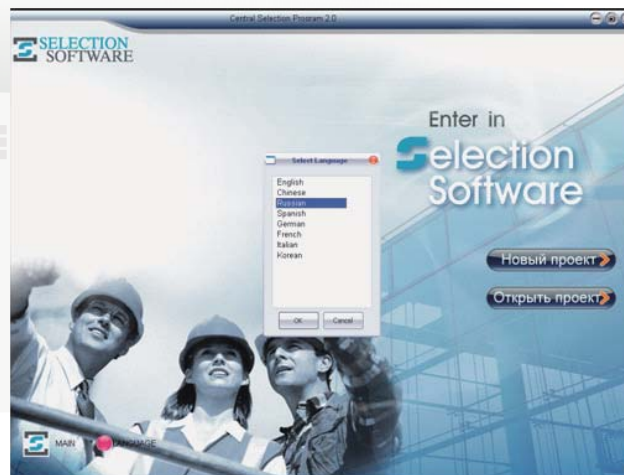 Central Selection Program 2.0
SELECTION
SOFTWARE
Enter in
Selection
Software
Select Language
English
Chinese
Russian
Spanish
German
French
Italian
Korean
OK
Cancel
Новый проект
Открыть проект
MAIN
LANGUAGE